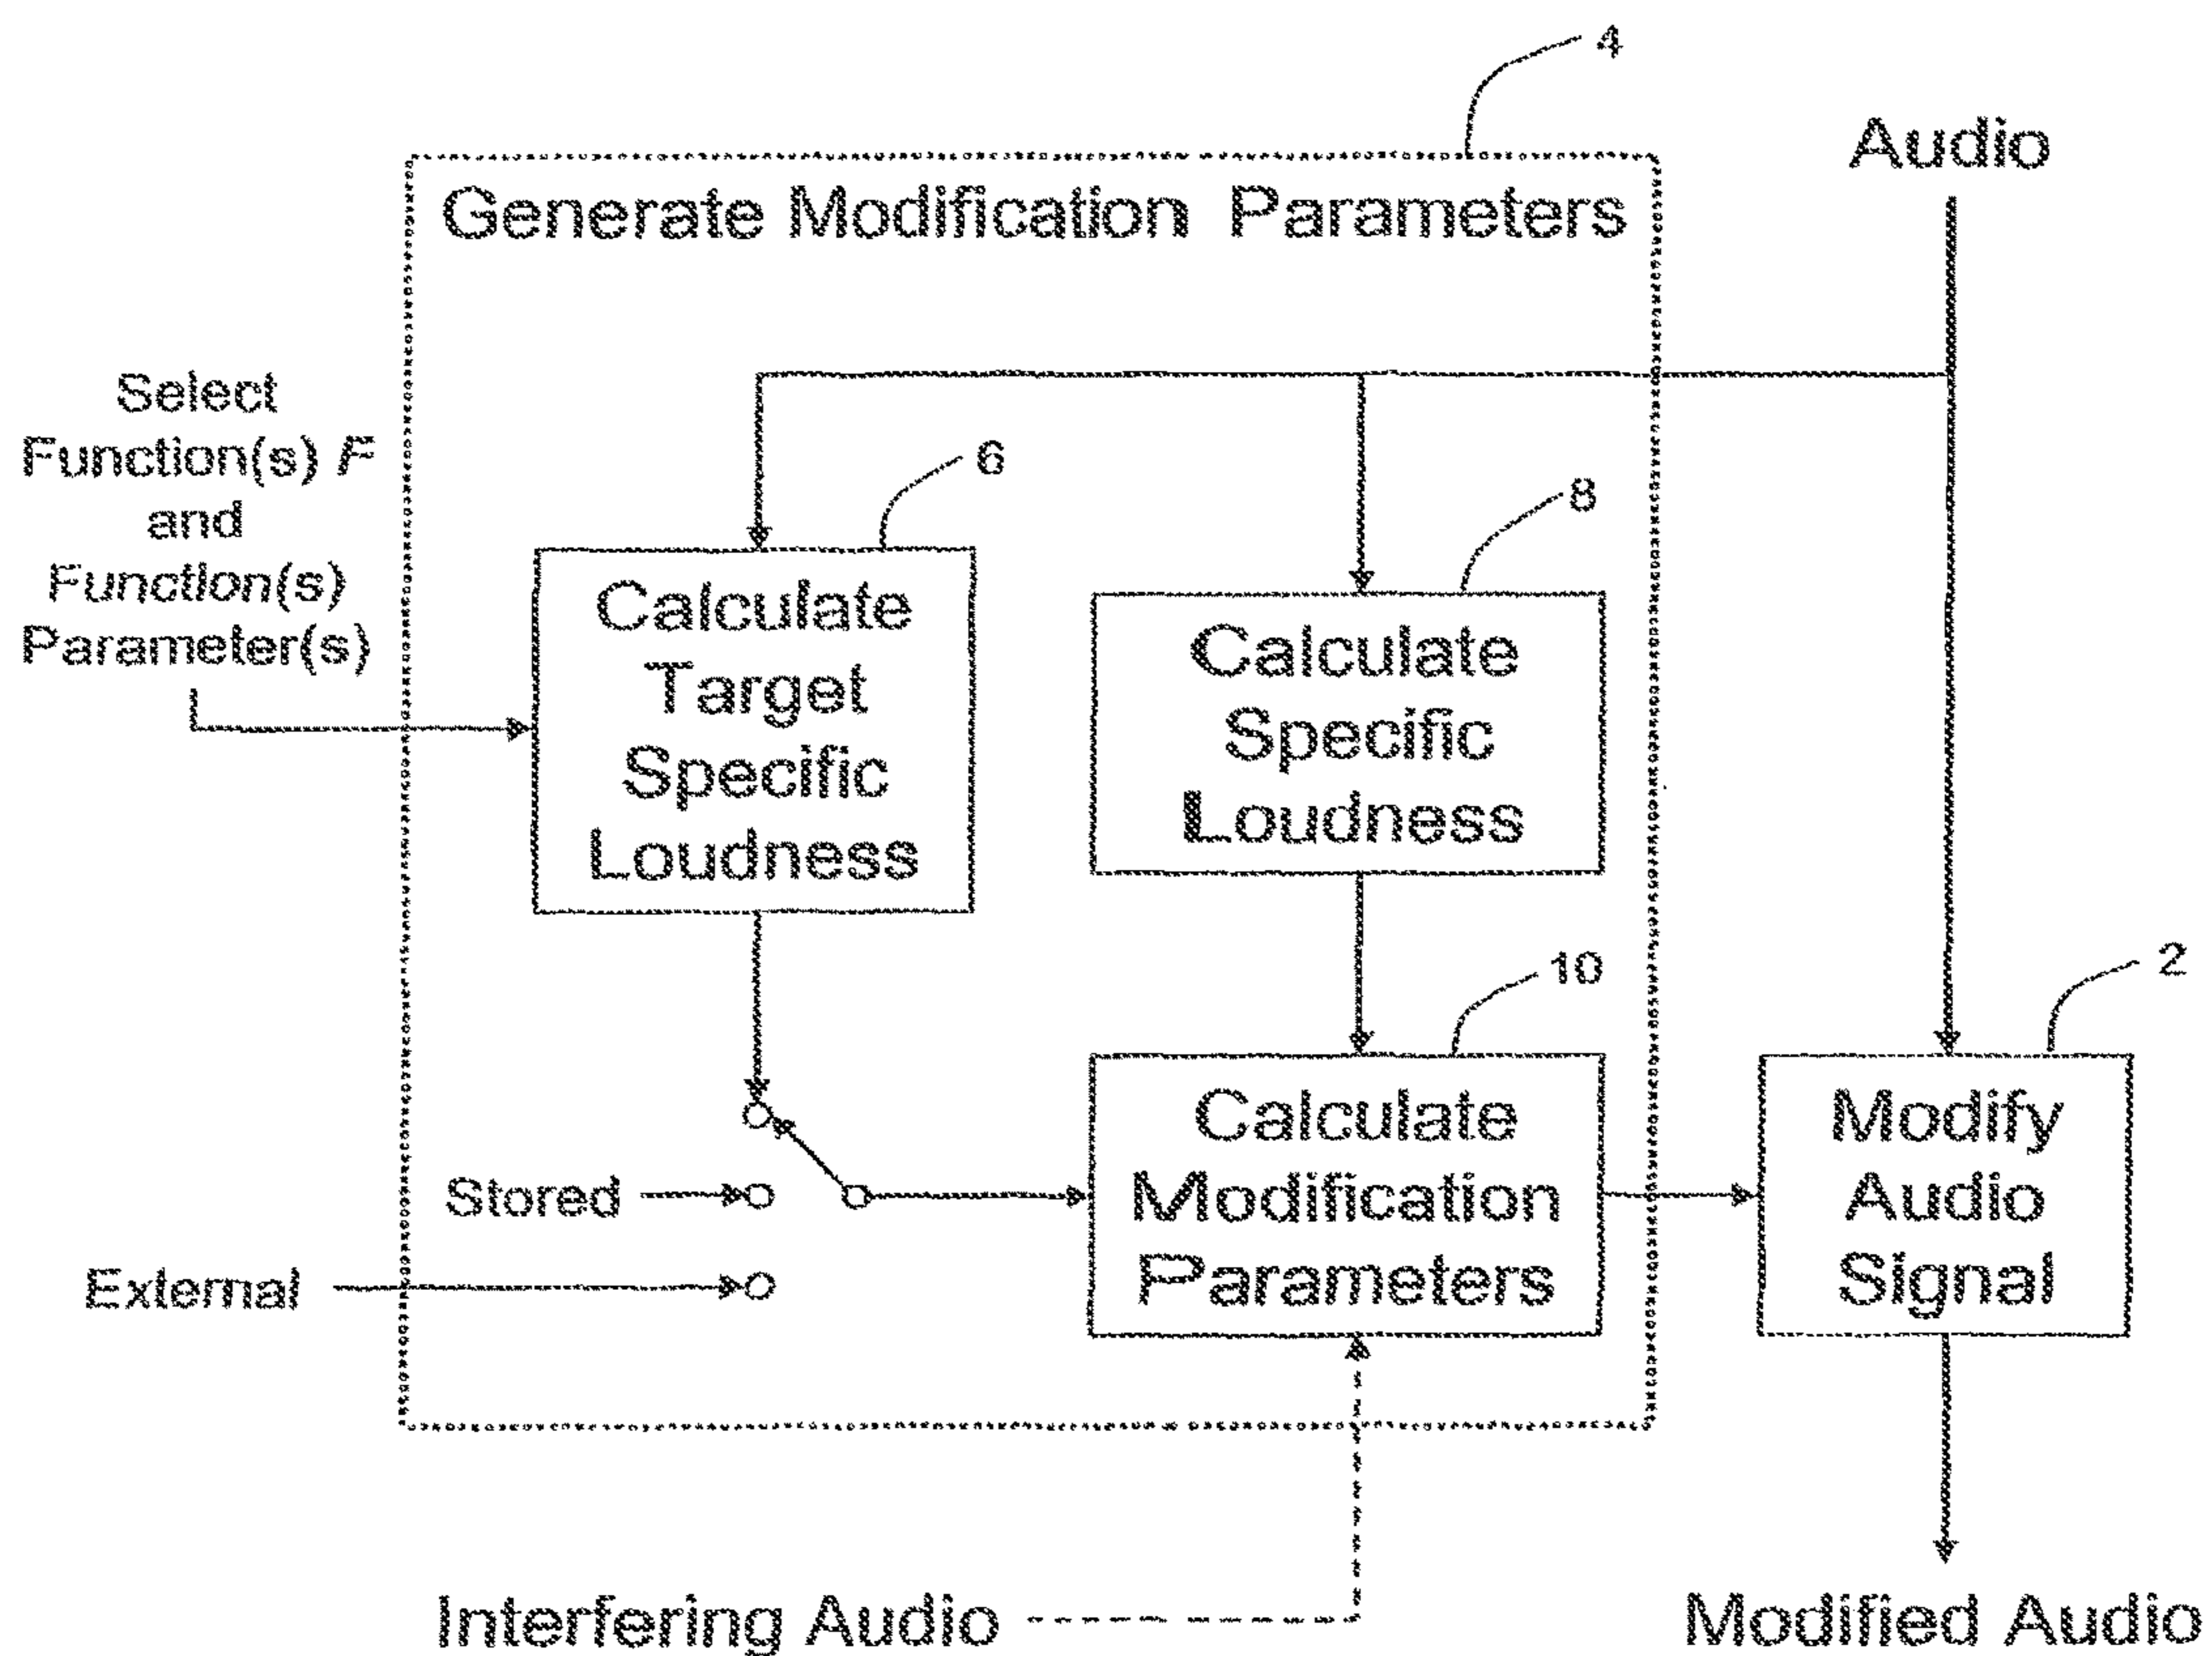 4
Audio
Generate Modification Parameters
Select
Function(s) F
and
Function(s)
Parameter(s)
6
8
Calculate
Target
Specific
Loudness
Calculate
Specific
Loudness
10
2
Calculate
Modification
Parameters
Modify
Audio
Signal
Stored
External
Interfering Audio
Modified Audio